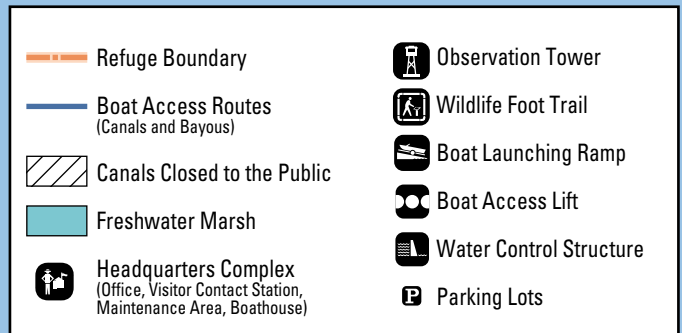 Refuge Boundary
Boat Access Routes
(Canals and Bayous)
Canals Closed to the Public
Freshwater Marsh
Headquarters Complex
(Office, Visitor Contact Station,
Maintenance Area, Boathouse)
Observation Tower
Wildlife Foot Trail
Boat Launching Ramp
Boat Access Lift
Water Control Structure
P Parking Lots